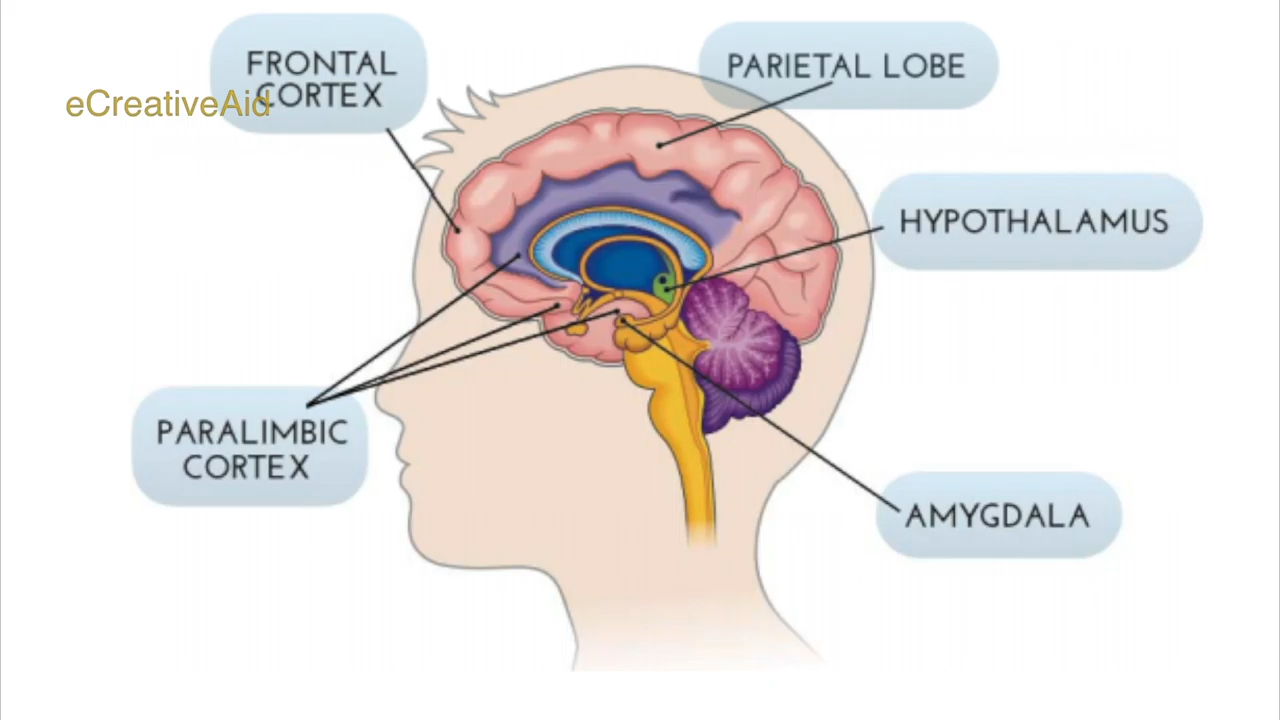 FRONTAL
CORTEX
eCreativeAid
PARIETAL LOBE
HYPOTHALAMUS
PARALIMBIC
CORTEX
AMYGDALA